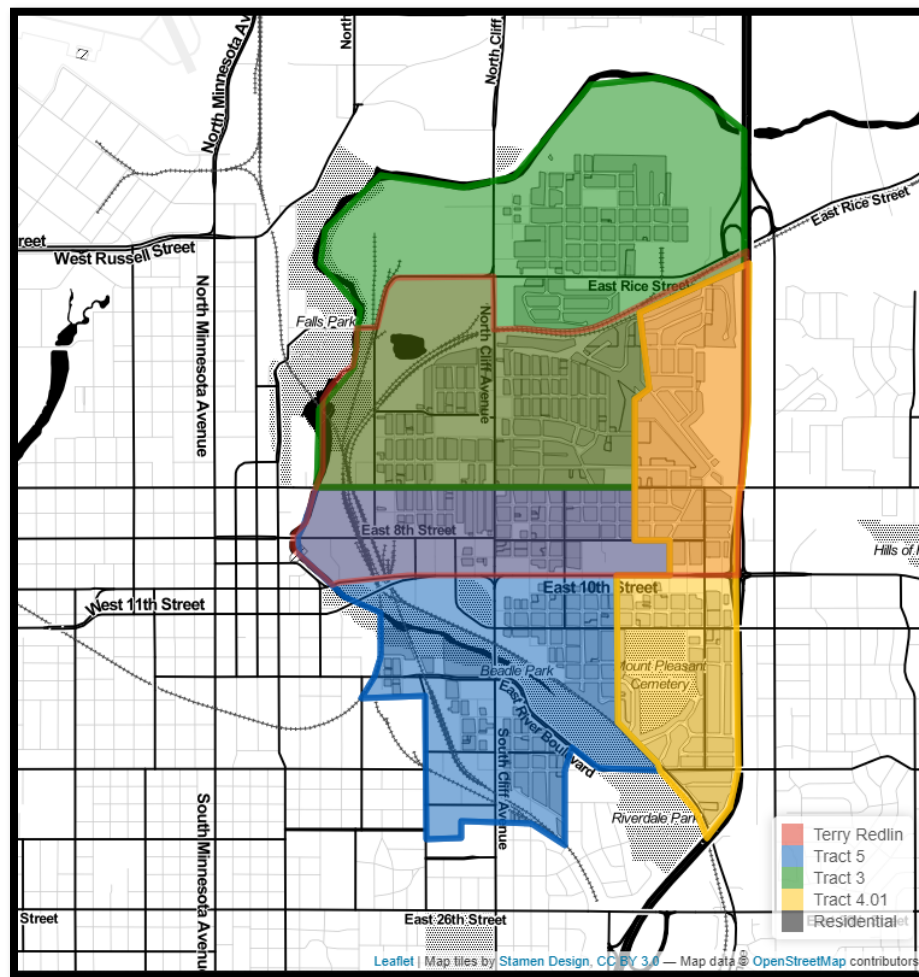 North Minnesota Av
North
North Cliff
East Rice Street
reet
West Russell Street
North Minnesota Avenue
East Rice Street
Falls Park
North Cliff Avenue
East 8th Street
Hills of R
West 11th Street
East 10th Street
Beadle Park
Mount Pleasant
Cemetery
East River Boulevard
South Cliff Avenue
South Minnesota Avenue
Riverdale Park
Terry Redlin
Tract 5
Tract 3
Tract 4.01
Residential
Street
East 26th Street
Leaflet | Map tiles by Stamen Design, CC BY 3.0 — Map data © OpenStreetMap contributors